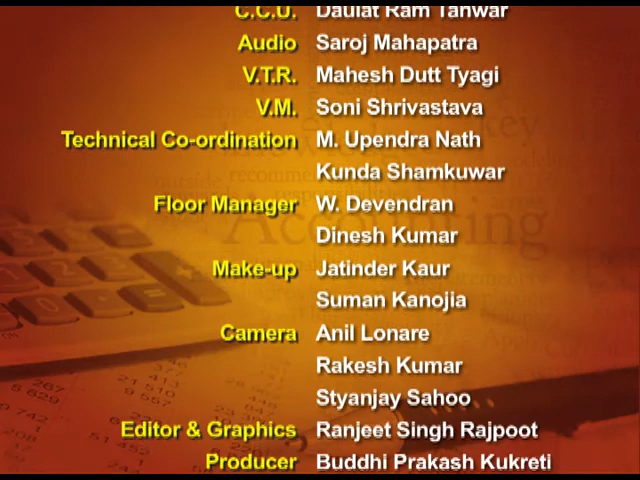 C.C.U. Daulat Ram Tanwar
Audio Saroj Mahapatra
V.T.R. Mahesh Dutt Tyagi
V.M. Soni Shrivastava
Technical Co-ordination M. Upendra Nath
Kunda Shamkuwar
Floor Manager W. Devendran
Dinesh Kumar
Make-up Jatinder Kaur
Suman Kanojia
Camera Anil Lonare
Rakesh Kumar
Styanjay Sahoo
Editor & Graphics Ranjeet Singh Rajpoot
Producer Buddhi Prakash Kukreti
Accounting